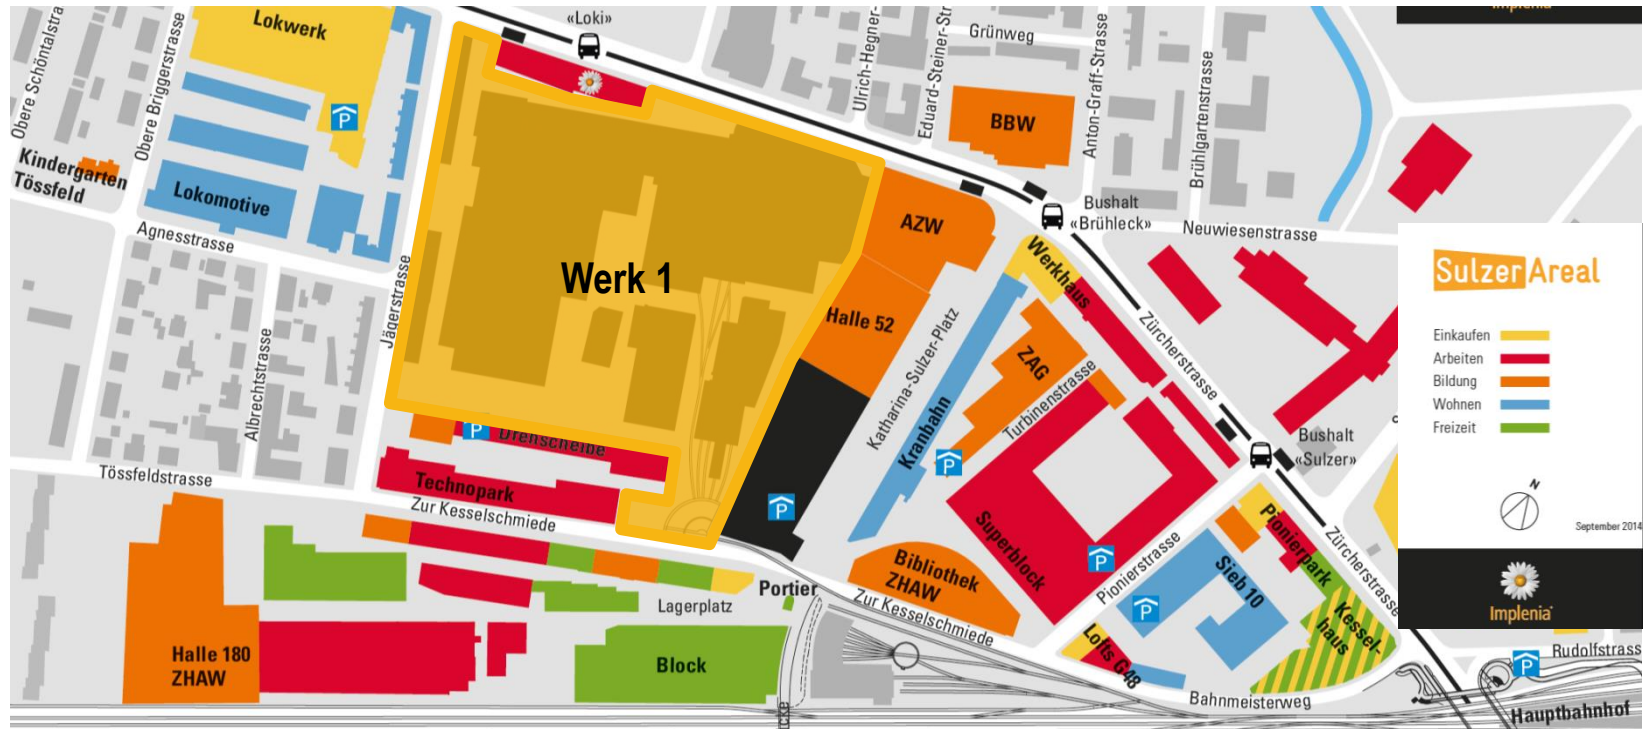 Implenia
«Loki»
Lokwerk
Obere Schöntalstra
Obere Briggerstrasse
Grünweg
Ulrich-Hegner-
Eduard-Steiner-Str
Anton-Graff-Strasse
Brühlgartenstrasse
BBW
P
Kindergarten
Tössfeld
Lokomotive
Agnesstrasse
Jägerstrasse
Albrechtstrasse
Werk 1
AZW
Bushalt
«Brühleck»
Neuwiesenstrasse
Werkhaus
Halle 52
Katharina-Sulzer-Platz
Kranbahn
ZAG
Turbinenstrasse
Zürcherstrasse
Bushalt
«Sulzer»
SulzerAreal
Einkaufen
Arbeiten
Bildung
Wohnen
Freizeit
N
September 2014
Implenia
P
Drehscheibe
Technopark
Tössfeldstrasse
Zur Kesselschmiede
P
P
Superblock
P
Pionierstrasse
Pionierpark
Zürcherstrasse
Bibliothek
ZHAW
Sieb 10
P
Kessel-
haus
Lagerplatz
Portier
Zur Kesselschmiede
Lofts G48
Halle 180
ZHAW
Block
Bahnmeisterweg
P
Rudolfstrass
Hauptbahnhof
cke